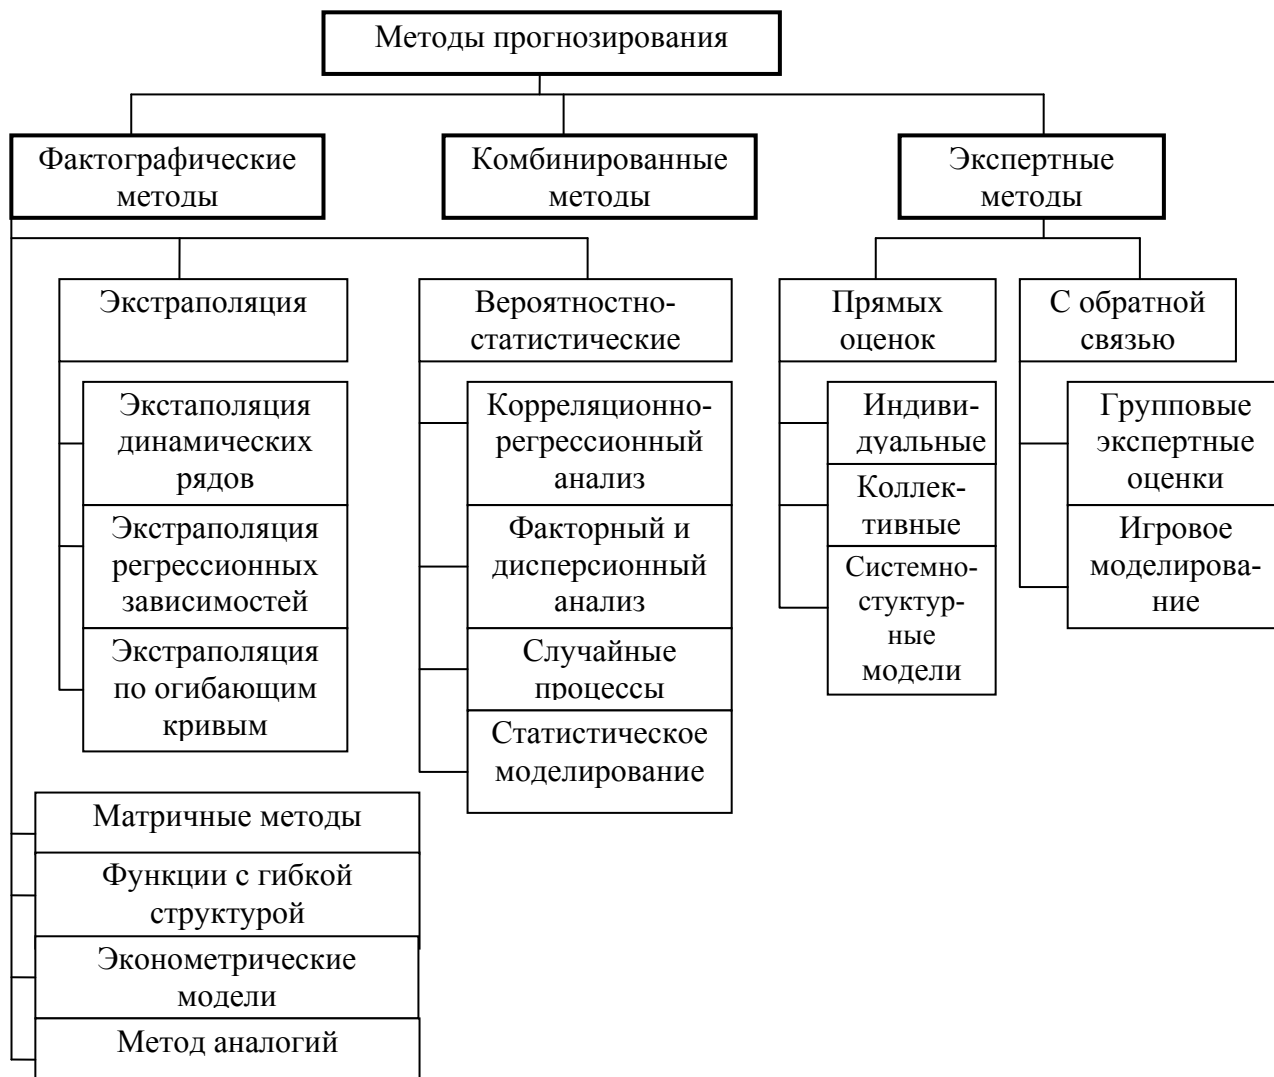 Методы прогнозирования
Фактографические
методы
Комбинированные
методы
Экспертные
методы
Экстраполяция
Вероятностно-
статистические
Прямых
оценок
С обратной
связью
Экстаполяция
динамических
рядов
Экстраполяция
регрессионных
зависимостей
Экстраполяция
по огибающим
кривым
Корреляционно-
регрессионный
анализ
Факторный и
дисперсионный
анализ
Случайные
процессы
Статистическое
моделирование
Индиви-
дуальные
Коллек-
тивные
Системно-
стуктур-
ные
модели
Групповые
экспертные
оценки
Игровое
моделирова-
ние
Матричные методы
Функции с гибкой
структурой
Эконометрические
модели
Метод аналогий